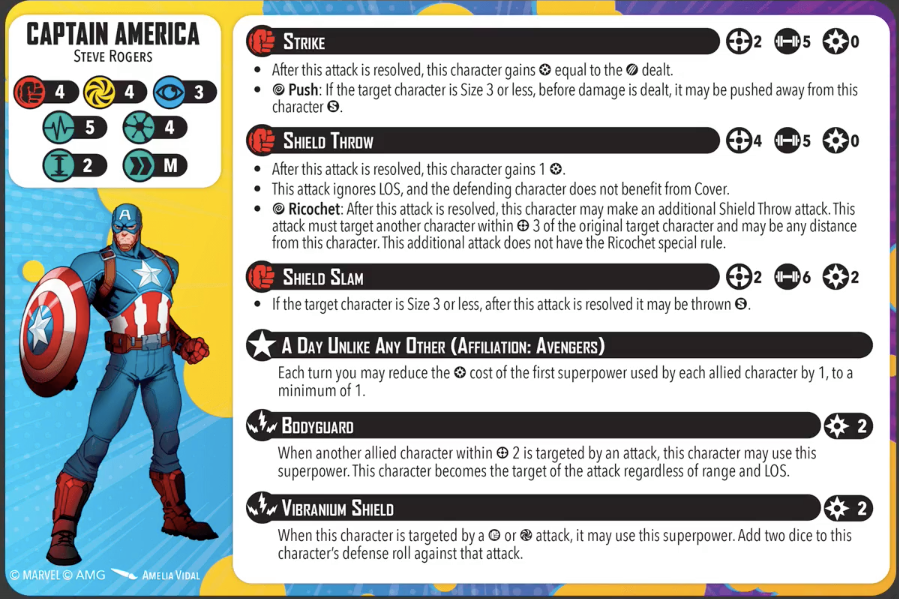 CAPTAIN AMERICA
STEVE ROGERS
4 4 3
5 4
2 M
A
STRIKE 2 5 0
• After this attack is resolved, this character gains equal to the dealt.
• Push: If the target character is Size 3 or less, before damage is dealt, it may be pushed away from this
character S.
SHIELD THROW 4 5 0
• After this attack is resolved, this character gains 1 .
• This attack ignores LOS, and the defending character does not benefit from Cover.
• Ricochet: After this attack is resolved, this character may make an additional Shield Throw attack. This
attack must target another character within 3 of the original target character and may be any distance
from this character. This additional attack does not have the Ricochet special rule.
SHIELD SLAM 2 6 2
• If the target character is Size 3 or less, after this attack is resolved it may be thrown S.
A DAY UNLIKE ANY OTHER (AFFILIATION: AVENGERS)
Each turn you may reduce the cost of the first superpower used by each allied character by 1, to a
minimum of 1.
BODYGUARD 2
When another allied character within 2 is targeted by an attack, this character may use this
superpower. This character becomes the target of the attack regardless of range and LOS.
VIBRANIUM SHIELD 2
When this character is targeted by a or attack, it may use this superpower. Add two dice to this
character's defense roll against that attack.
© MARVEL © AMG AMELIA VIDAL